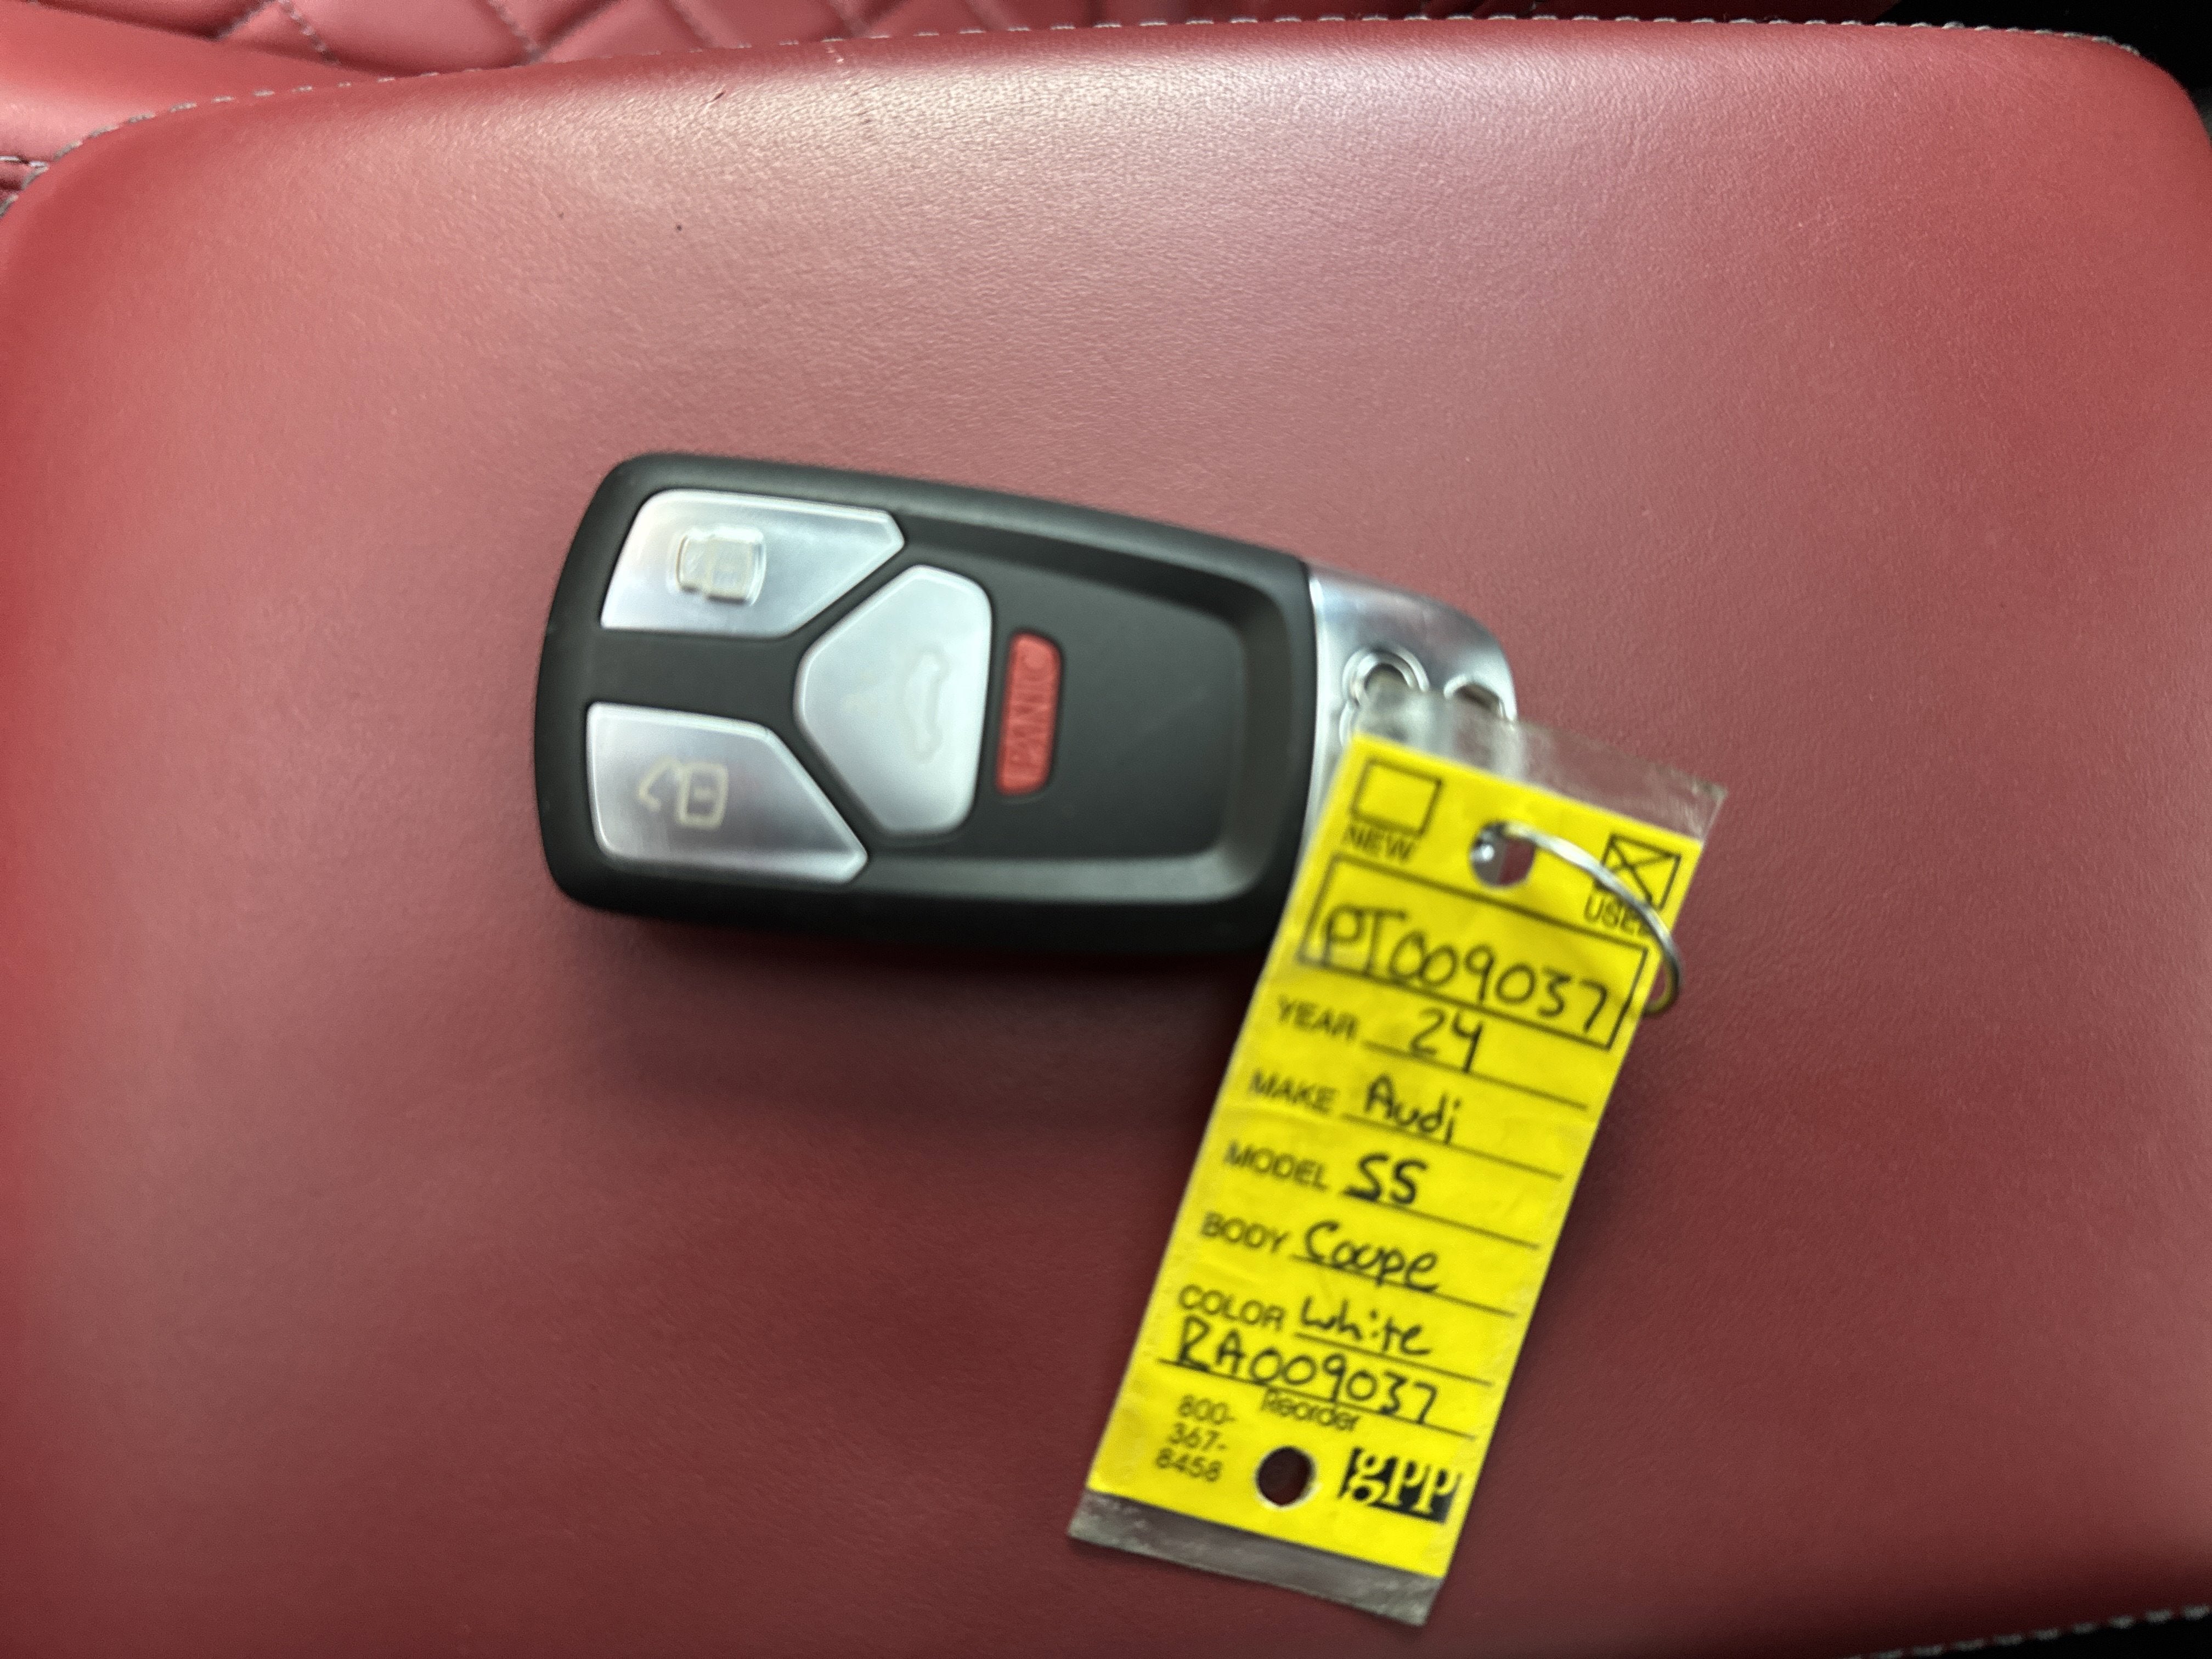 PANIC
NEW
USED
PT009037
YEAR 24
MAKE Audi
MODEL S5
BODY Coupe
COLOR White
RA009037
Reorder
800-
367-
8458
gpp